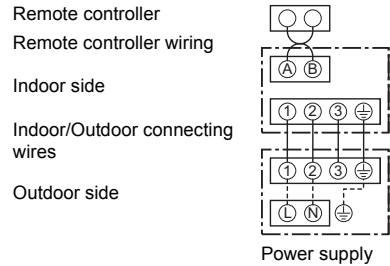 Remote controller
Remote controller wiring
A B
Indoor side
1 2 3
Indoor/Outdoor connecting
wires
1 2 3
Outdoor side
L N
Power supply